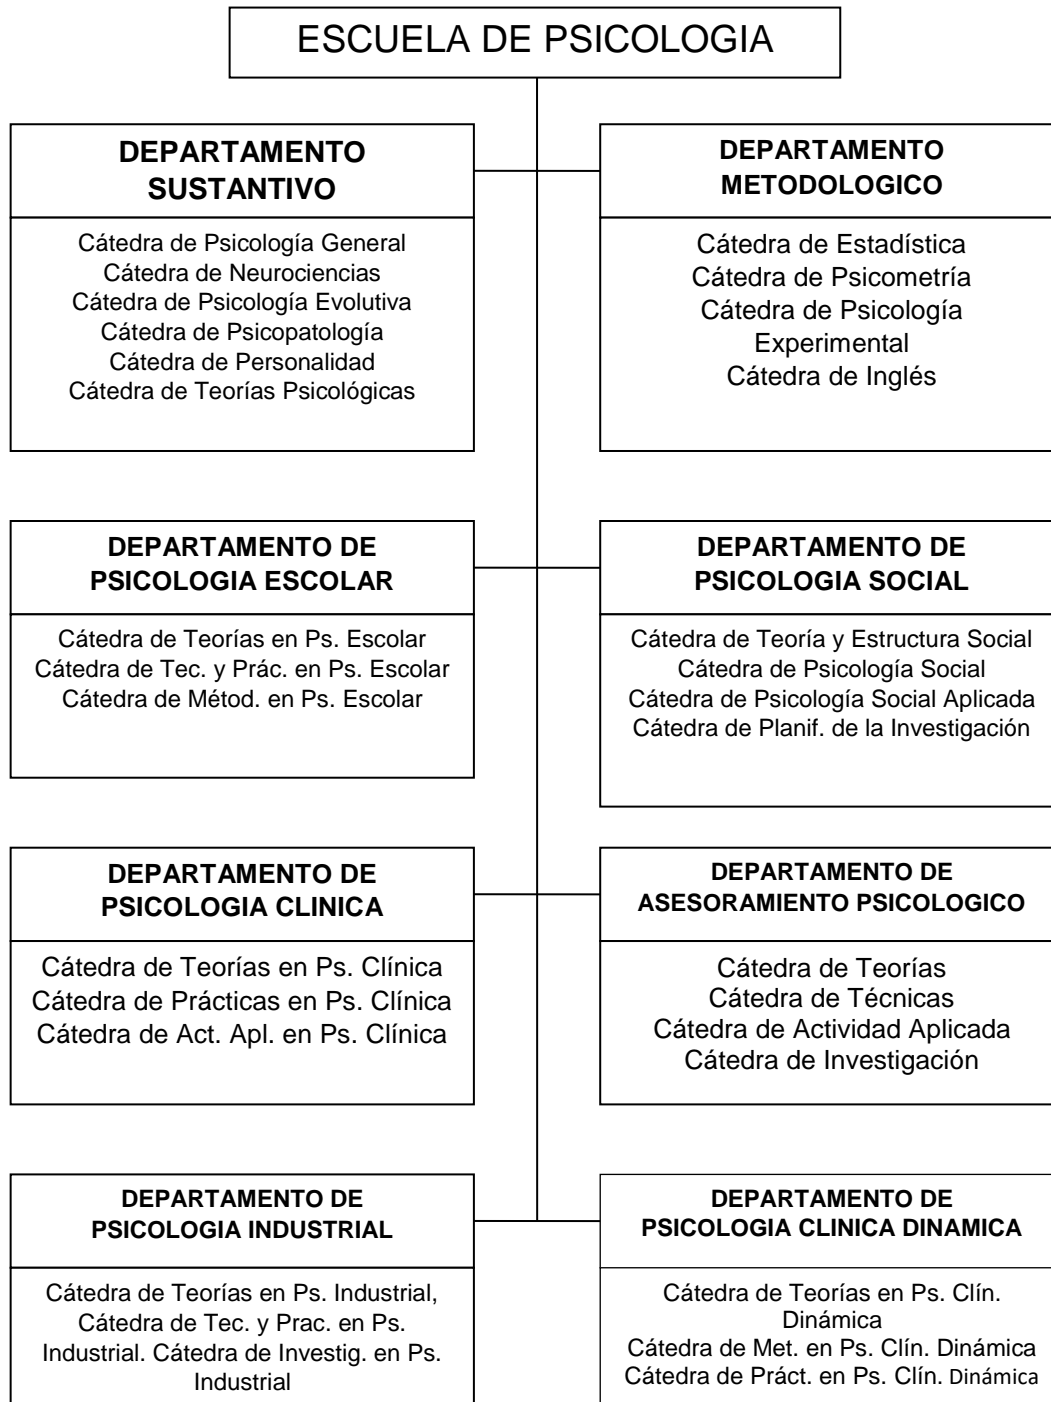 ESCUELA DE PSICOLOGIA
DEPARTAMENTO
SUSTANTIVO
Cátedra de Psicología General
Cátedra de Neurociencias
Cátedra de Psicología Evolutiva
Cátedra de Psicopatología
Cátedra de Personalidad
Cátedra de Teorías Psicológicas
DEPARTAMENTO
METODOLOGICO
Cátedra de Estadística
Cátedra de Psicometría
Cátedra de Psicología
Experimental
Cátedra de Inglés
DEPARTAMENTO DE
PSICOLOGIA ESCOLAR
Cátedra de Teorías en Ps. Escolar
Cátedra de Tec. y Prác. en Ps. Escolar
Cátedra de Métod. en Ps. Escolar
DEPARTAMENTO DE
PSICOLOGIA SOCIAL
Cátedra de Teoría y Estructura Social
Cátedra de Psicología Social
Cátedra de Psicología Social Aplicada
Cátedra de Planif. de la Investigación
DEPARTAMENTO DE
PSICOLOGIA CLINICA
Cátedra de Teorías en Ps. Clínica
Cátedra de Prácticas en Ps. Clínica
Cátedra de Act. Apl. en Ps. Clínica
DEPARTAMENTO DE
ASESORAMIENTO PSICOLOGICO
Cátedra de Teorías
Cátedra de Técnicas
Cátedra de Actividad Aplicada
Cátedra de Investigación
DEPARTAMENTO DE
PSICOLOGIA INDUSTRIAL
Cátedra de Teorías en Ps. Industrial,
Cátedra de Tec. y Prac. en Ps.
Industrial. Cátedra de Investig. en Ps.
Industrial
DEPARTAMENTO DE
PSICOLOGIA CLINICA DINAMICA
Cátedra de Teorías en Ps. Clín.
Dinámica
Cátedra de Met. en Ps. Clín. Dinámica
Cátedra de Práct. en Ps. Clín. Dinámica